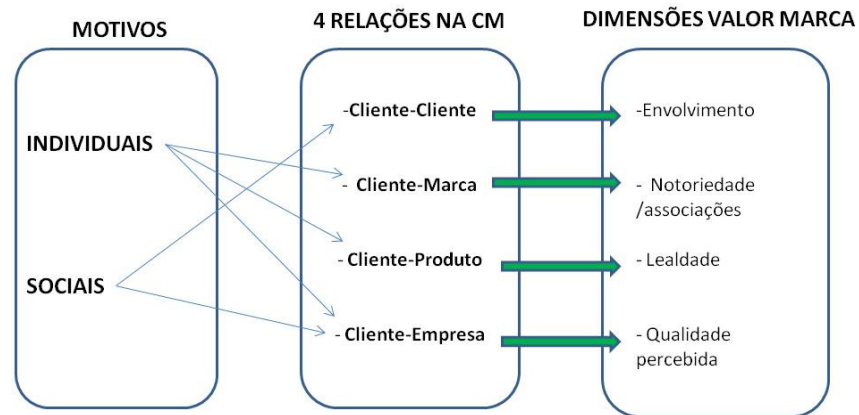 MOTIVOS
4 RELAÇÕES NA CM
DIMENSÕES VALOR MARCA
INDIVIDUAIS
SOCIAIS
-Cliente-Cliente
- Cliente-Marca
- Cliente-Produto
- Cliente-Empresa
-Envolvimento
- Notoriedade
/associações
- Lealdade
- Qualidade
percebida